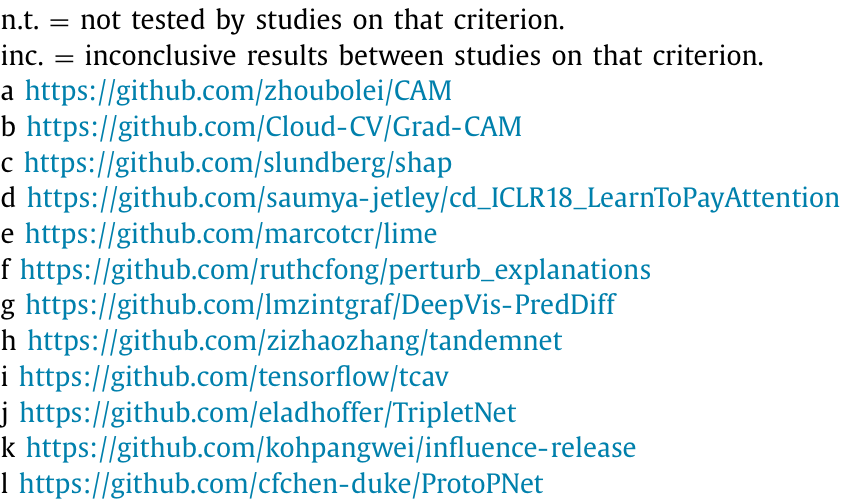 n.t. = not tested by studies on that criterion.
inc. = inconclusive results between studies on that criterion.
a https://github.com/zhoubolei/CAM
b https://github.com/Cloud-CV/Grad-CAM
c https://github.com/slundberg/shap
d https://github.com/saumya-jetley/cd_ICLR18_LearnToPayAttention
e https://github.com/marcotcr/lime
f https://github.com/ruthcfong/perturb_explanations
g https://github.com/lmzintgraf/DeepVis-PredDiff
h https://github.com/zizhaozhang/tandemnet
i https://github.com/tensorflow/tcav
j https://github.com/eladhoffer/TripletNet
k https://github.com/kohpangwei/influence-release
l https://github.com/cfchen-duke/ProtoPNet